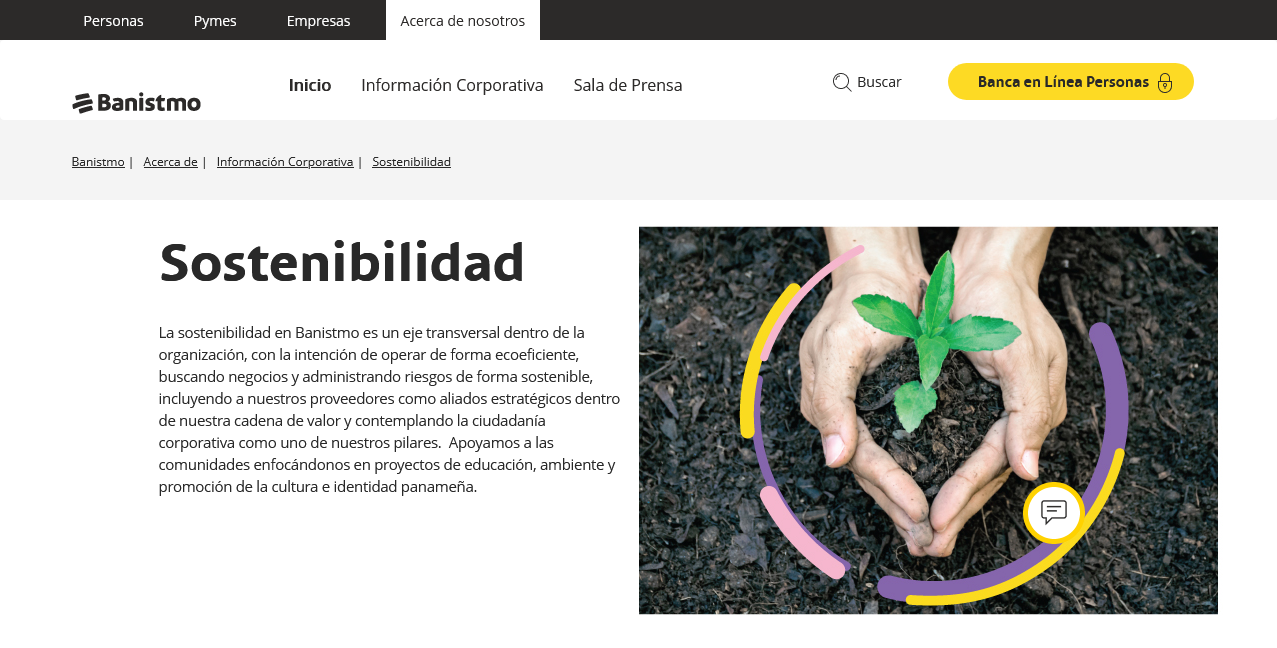 Personas Pymes Empresas Acerca de nosotros
Banistmo Inicio Información Corporativa Sala de Prensa Buscar Banca en Línea Personas
Banistmo | Acerca de | Información Corporativa | Sostenibilidad
Sostenibilidad
La sostenibilidad en Banistmo es un eje transversal dentro de la
organización, con la intención de operar de forma ecoeficiente,
buscando negocios y administrando riesgos de forma sostenible,
incluyendo a nuestros proveedores como aliados estratégicos dentro
de nuestra cadena de valor y contemplando la ciudadanía
corporativa como uno de nuestros pilares.  Apoyamos a las
comunidades enfocándonos en proyectos de educación, ambiente y
promoción de la cultura e identidad panameña.